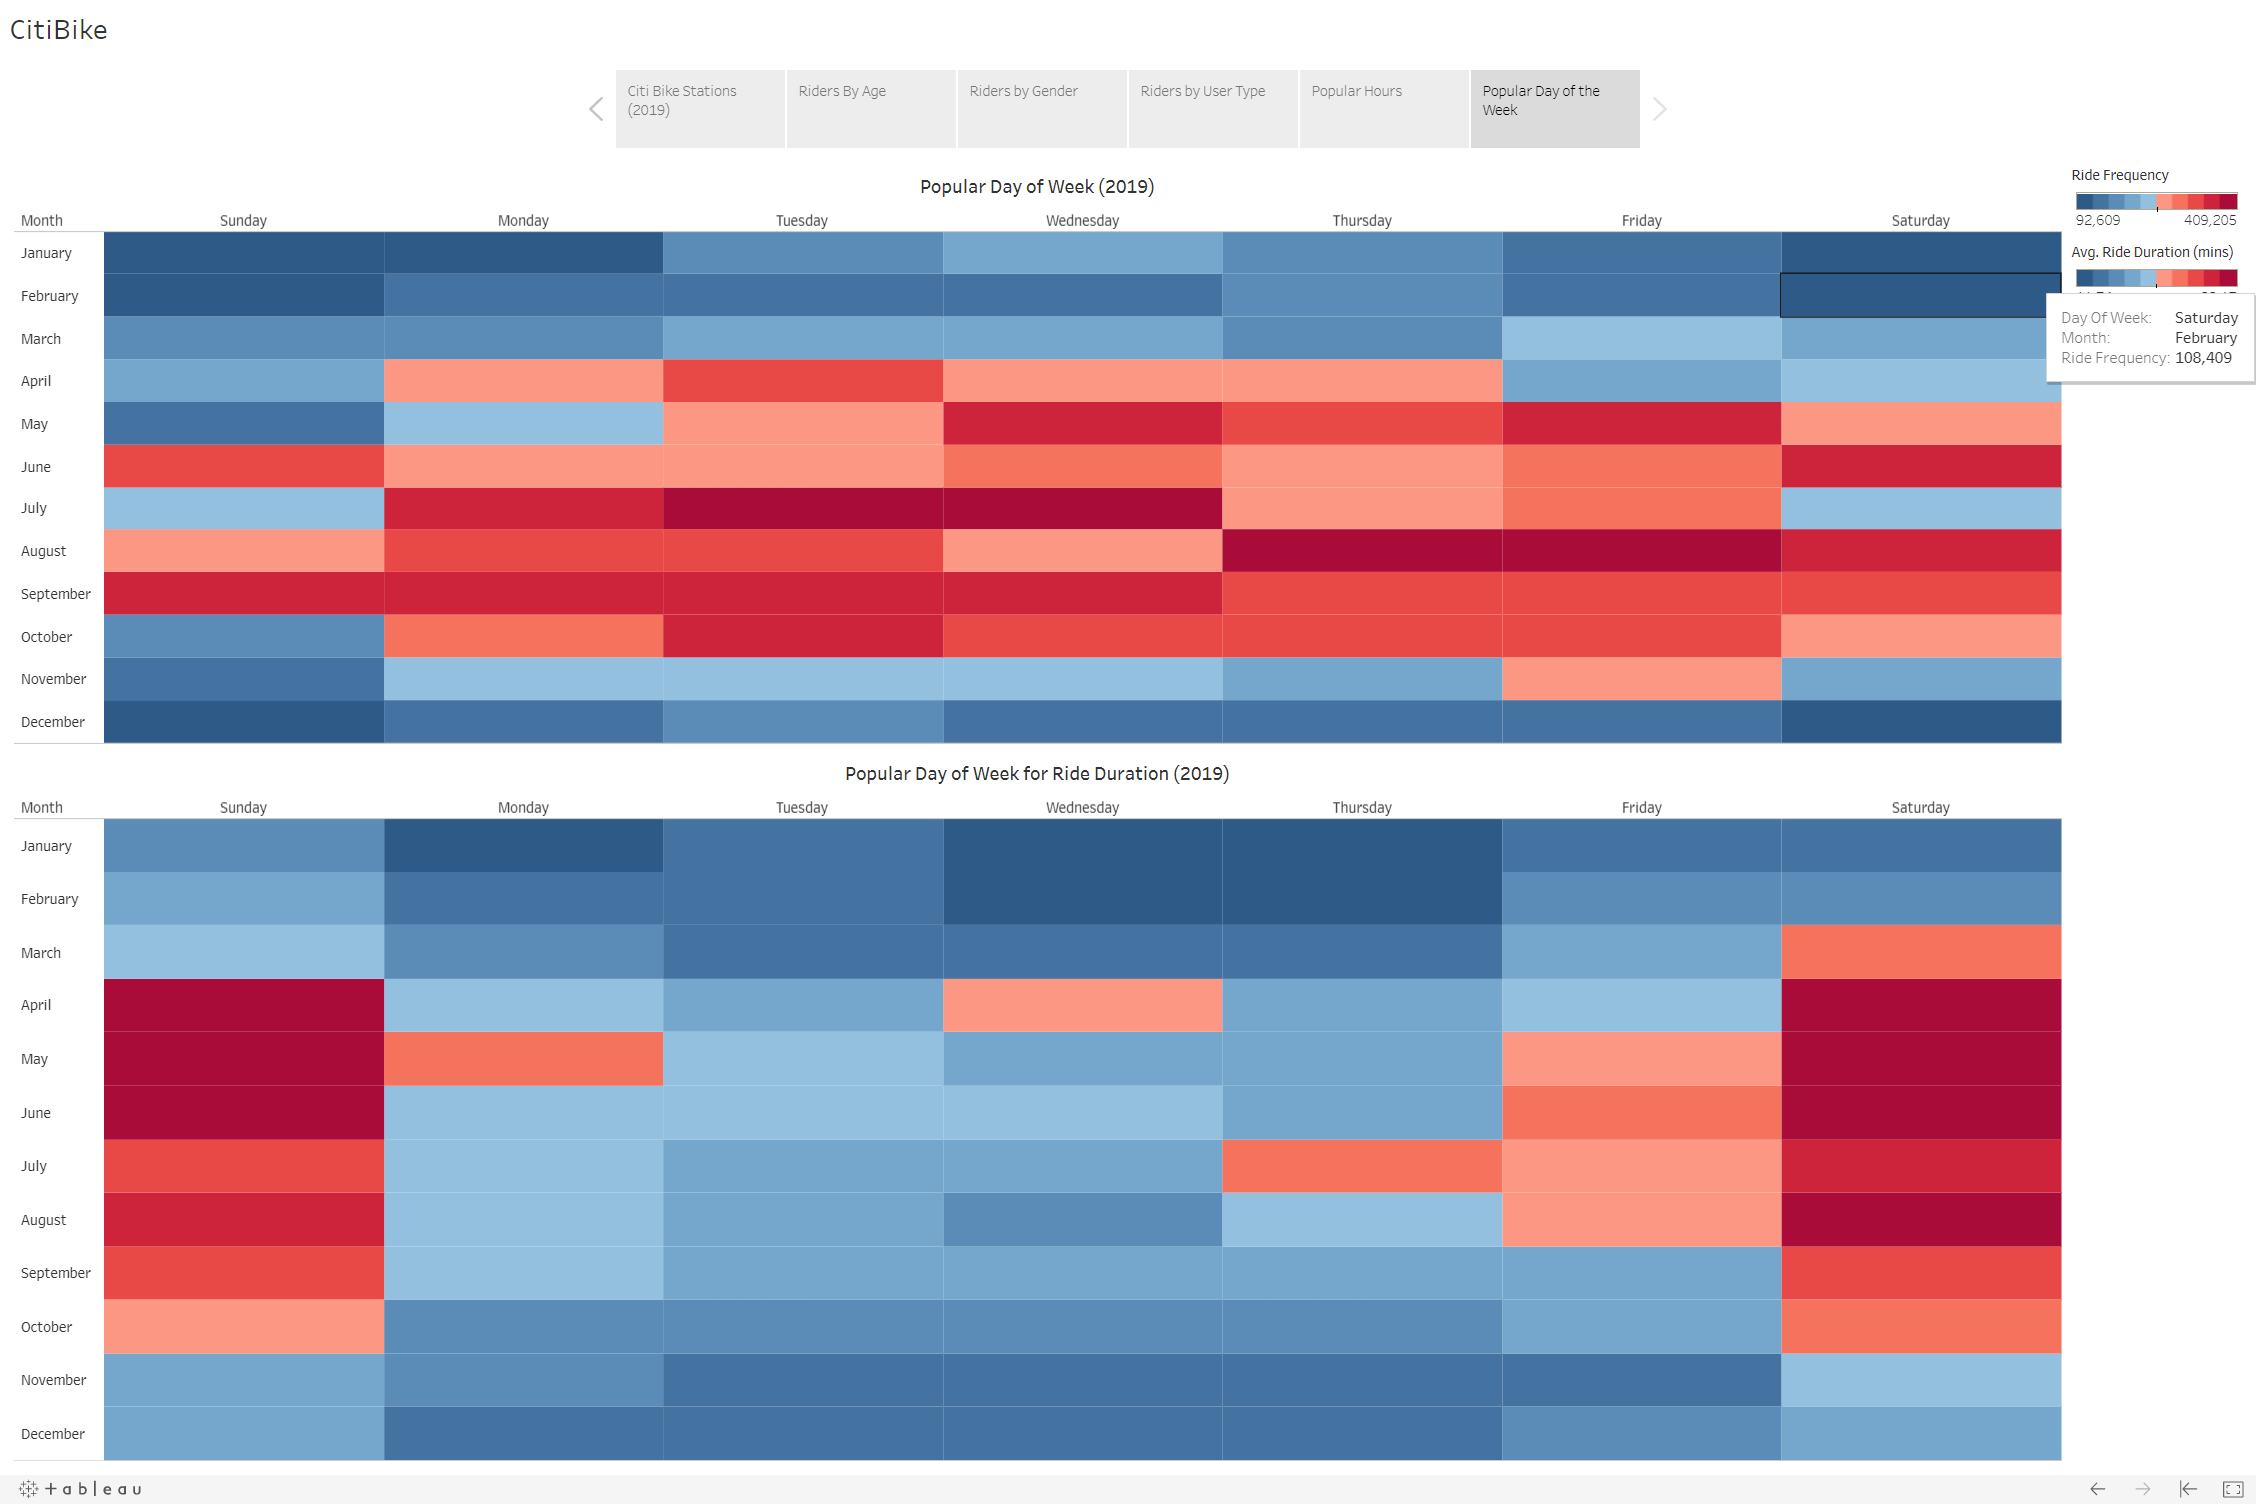 CitiBike
Citi Bike Stations
(2019)
Riders By Age
Riders by Gender
Riders by User Type
Popular Hours
Popular Day of the
Week
Popular Day of Week (2019)
Month Sunday Monday Tuesday Wednesday Thursday Friday Saturday
January
February
March
April
May
June
July
August
September
October
November
December
Ride Frequency
92,609 409,205
Avg. Ride Duration (mins)
Day Of Week: Saturday
Month: February
Ride Frequency: 108,409
Popular Day of Week for Ride Duration (2019)
Month Sunday Monday Tuesday Wednesday Thursday Friday Saturday
January
February
March
April
May
June
July
August
September
October
November
December
+ableau